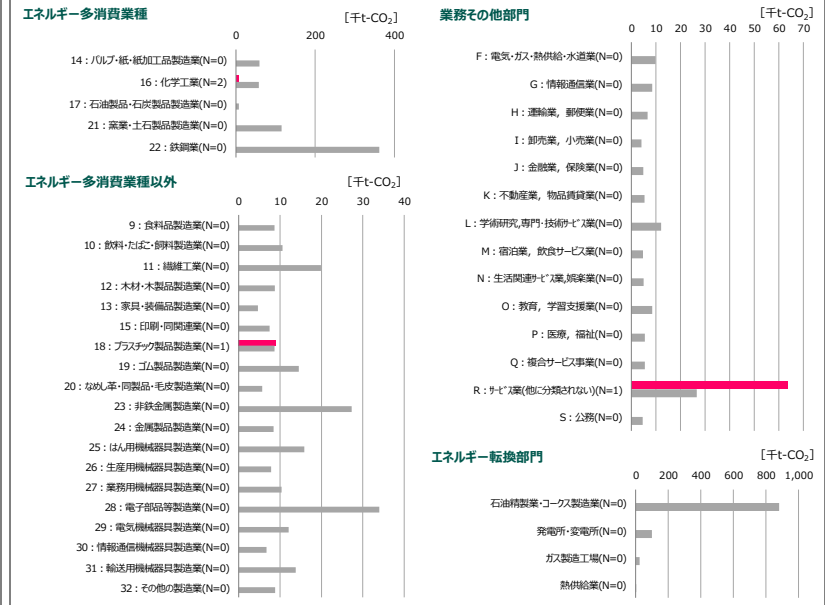 エネルギー多消費業種
[千t-CO₂]
0 200 400
14：パルプ・紙・紙加工品製造業(N=0)
16：化学工業(N=2)
17：石油製品・石炭製品製造業(N=0)
21：窯業・土石製品製造業(N=0)
22：鉄鋼業(N=0)
エネルギー多消費業種以外
[千t-CO₂]
0 10 20 30 40
9：食料品製造業(N=0)
10：飲料・たばこ・飼料製造業(N=0)
11：繊維工業(N=0)
12：木材・木製品製造業(N=0)
13：家具・装備品製造業(N=0)
15：印刷・同関連業(N=0)
18：プラスチック製品製造業(N=1)
19：ゴム製品製造業(N=0)
20：なめし革・同製品・毛皮製造業(N=0)
23：非鉄金属製造業(N=0)
24：金属製品製造業(N=0)
25：はん用機械器具製造業(N=0)
26：生産用機械器具製造業(N=0)
27：業務用機械器具製造業(N=0)
28：電子部品等製造業(N=0)
29：電気機械器具製造業(N=0)
30：情報通信機械器具製造業(N=0)
31：輸送用機械器具製造業(N=0)
32：その他の製造業(N=0)
業務その他部門
[千t-CO₂]
0 10 20 30 40 50 60 70
F：電気・ガス・熱供給・水道業(N=0)
G：情報通信業(N=0)
H：運輸業，郵便業(N=0)
I：卸売業，小売業(N=0)
J：金融業，保険業(N=0)
K：不動産業，物品賃貸業(N=0)
L：学術研究,専門・技術ｻｰﾋﾞｽ業(N=0)
M：宿泊業，飲食サービス業(N=0)
N：生活関連ｻｰﾋﾞｽ業,娯楽業(N=0)
O：教育，学習支援業(N=0)
P：医療，福祉(N=0)
Q：複合サービス事業(N=0)
R：ｻｰﾋﾞｽ業(他に分類されない)(N=1)
S：公務(N=0)
エネルギー転換部門
[千t-CO₂]
0 200 400 600 800 1,000
石油精製業・コークス製造業(N=0)
発電所・変電所(N=0)
ガス製造工場(N=0)
熱供給業(N=0)